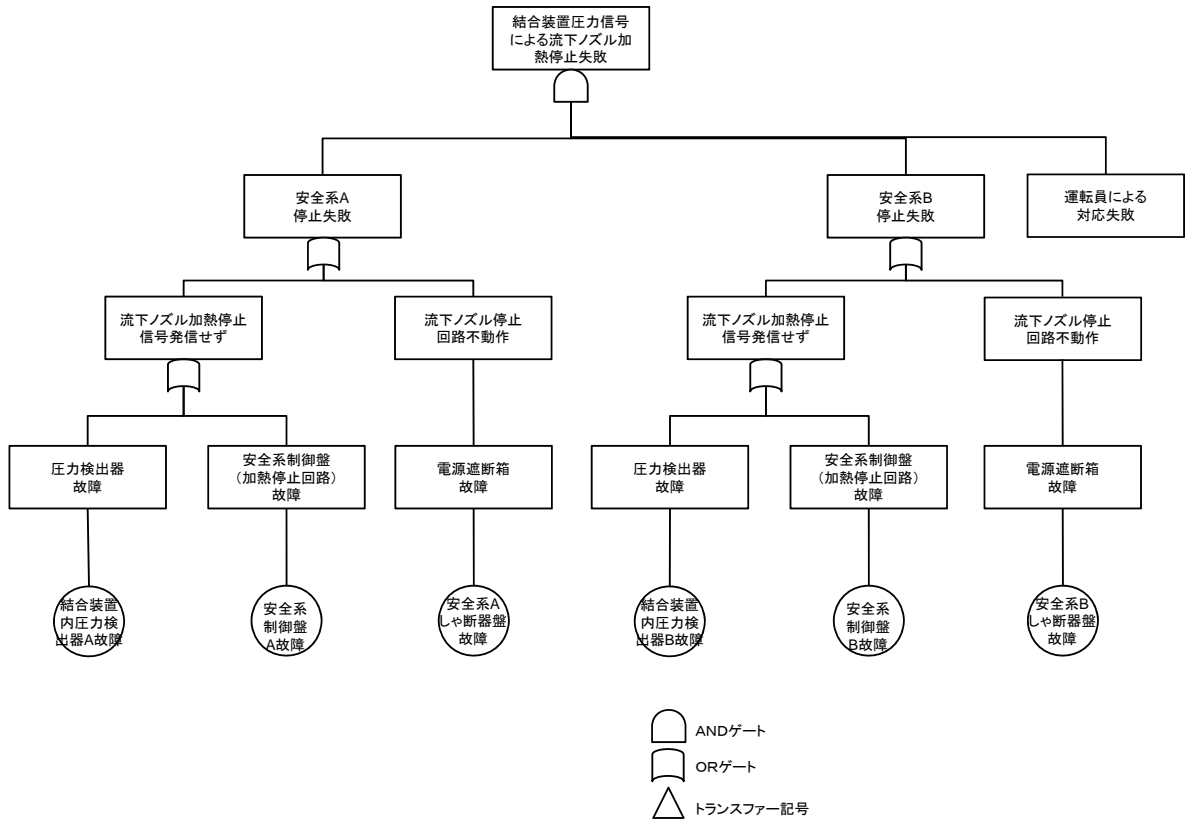 結合装置圧力信号
による流下ノズル加
熱停止失敗
安全系A
停止失敗
安全系B
停止失敗
運転員による
対応失敗
流下ノズル加熱停止
信号発信せず
流下ノズル停止
回路不動作
流下ノズル加熱停止
信号発信せず
流下ノズル停止
回路不動作
圧力検出器
故障
安全系制御盤
(加熱停止回路)
故障
電源遮断箱
故障
圧力検出器
故障
安全系制御盤
(加熱停止回路)
故障
電源遮断箱
故障
結合装置
内圧力検
出器A故障
安全系
制御盤
A故障
安全系A
しゃ断器盤
故障
結合装置
内圧力検
出器B故障
安全系
制御盤
B故障
安全系B
しゃ断器盤
故障
ANDゲート
ORゲート
トランスファー記号